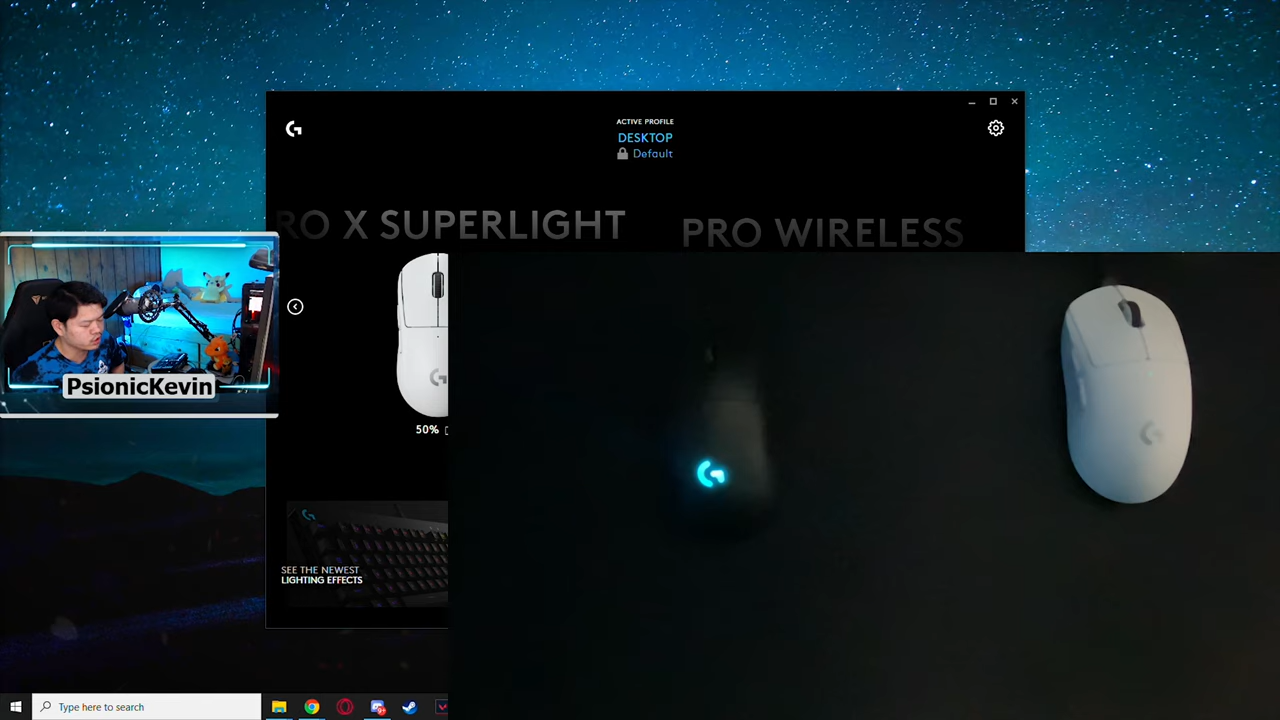 ACTIVE PROFILE
DESKTOP
Default
RO X SUPERLIGHT
PRO WIRELESS
PsionicKevin
50%
SEE THE NEWEST
LIGHTING EFFECTS
Type here to search